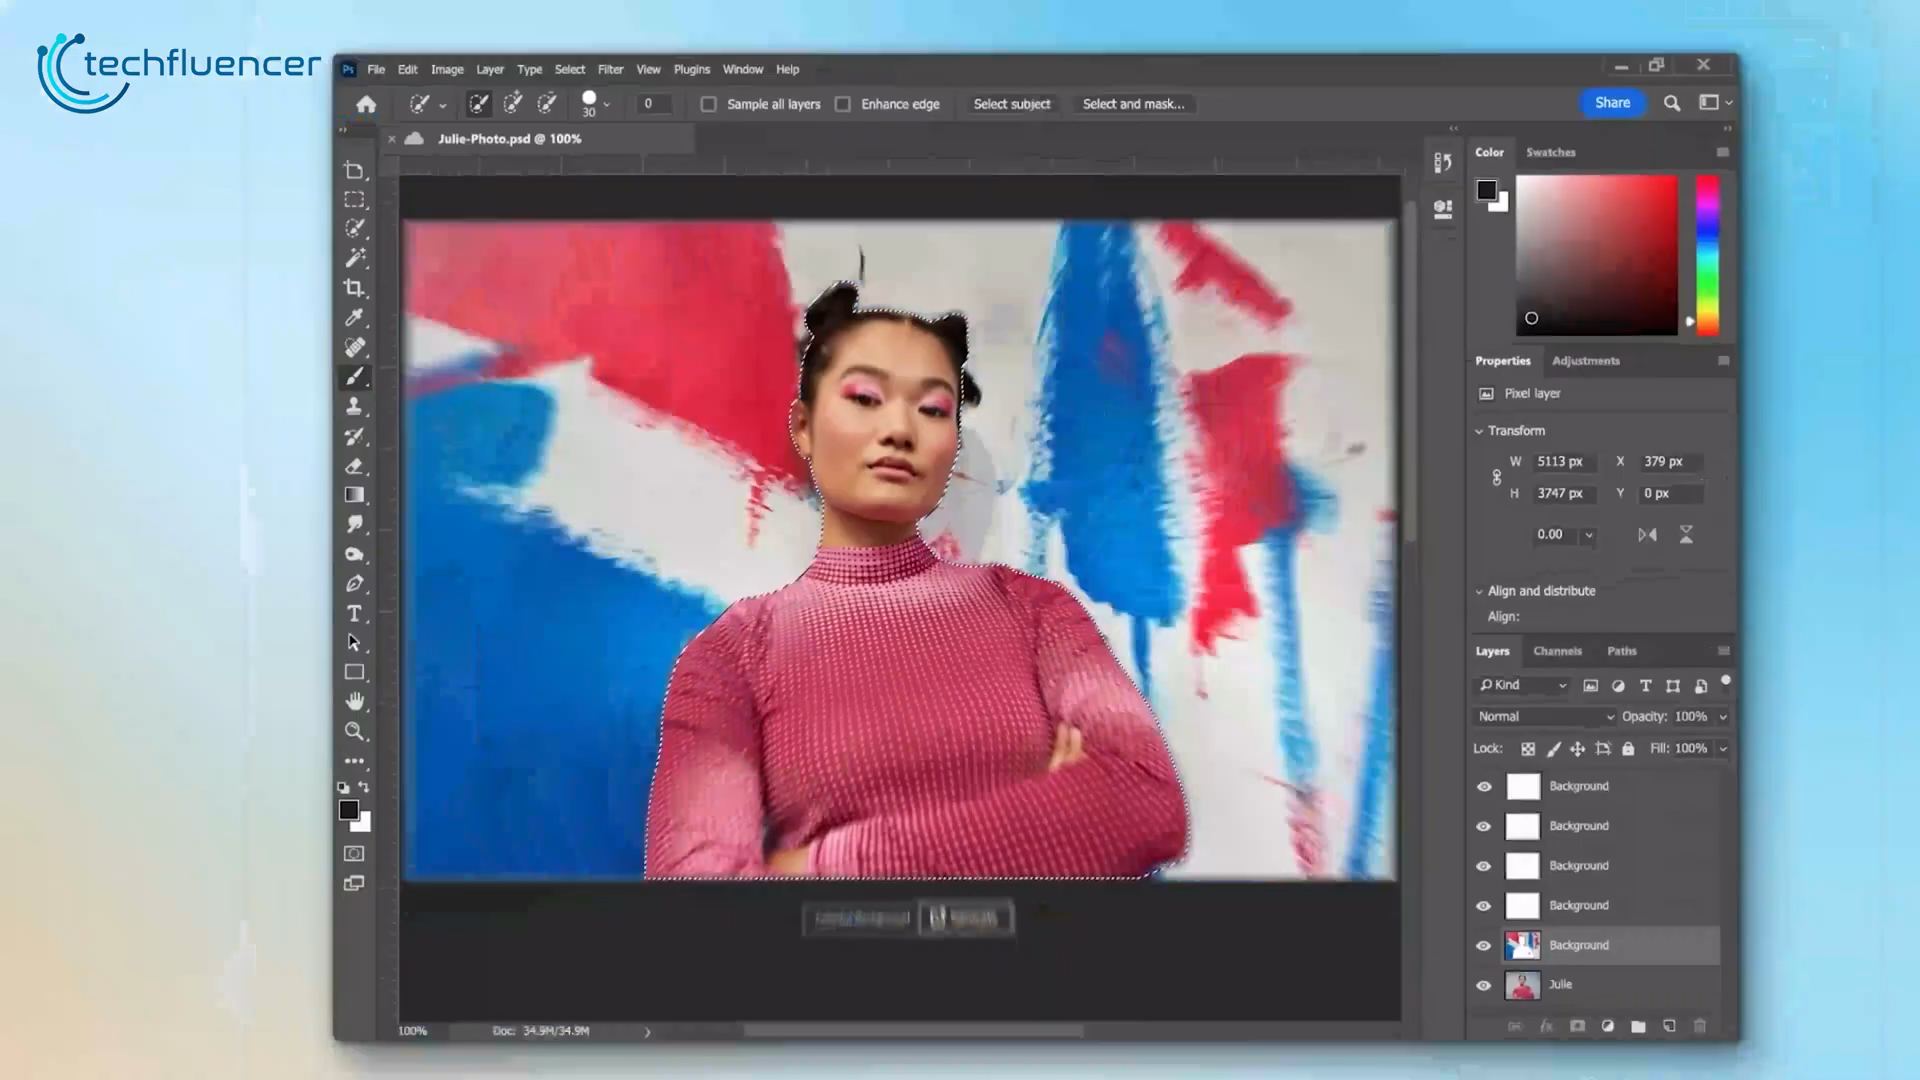 techfluencer
Ps File Edit Image Layer Type Select Filter View Plugins Window Help
30 0 Sample all layers Enhance edge Select subject Select and mask... Share
Julie-Photo.psd @ 100%
Color Swatches
Properties Adjustments
Pixel layer
Transform
W 5113 px X 379 px
H 3747 px Y 0 px
0.00
Align and distribute
Align:
Layers Channels Paths
Kind
Normal Opacity: 100%
Lock: Fill: 100%
Background
Background
Background
Background
Background
Julie
100% Doc: 34.9M/34.9M